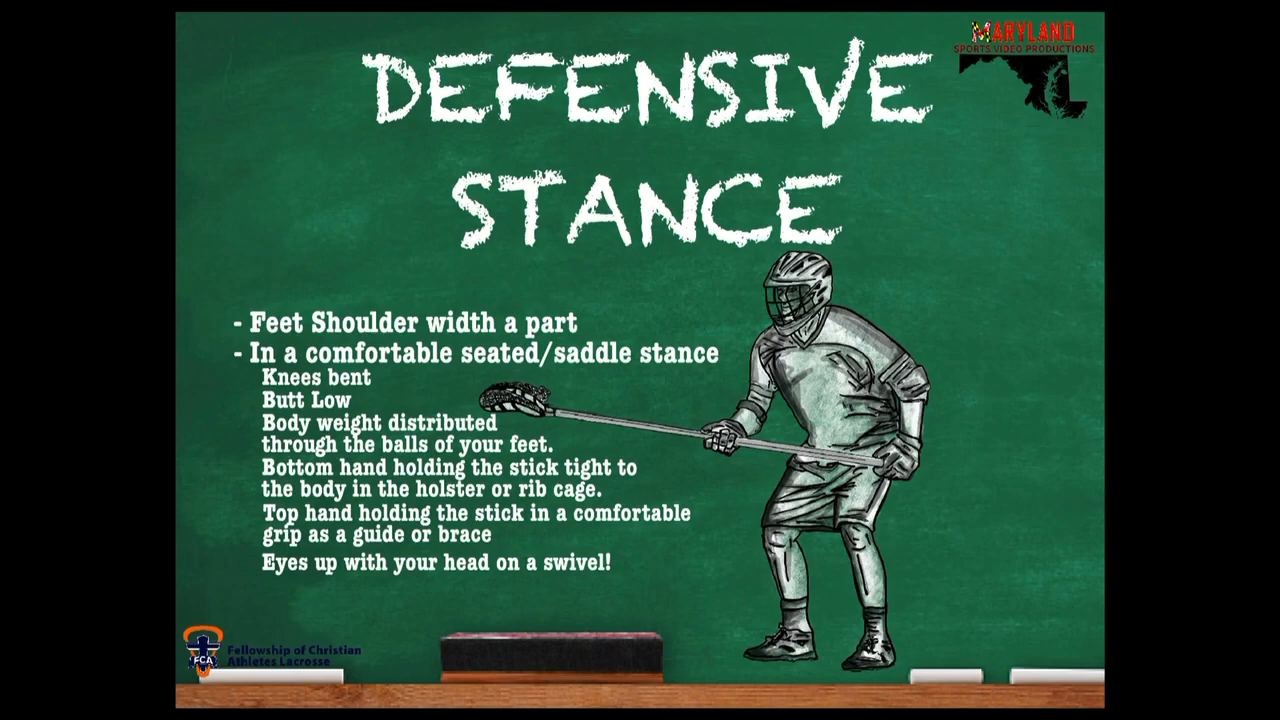 MARYLAND
SPORTS VIDEO PRODUCTIONS
DEFENSIVE
STANCE
- Feet Shoulder width a part
- In a comfortable seated/saddle stance
Knees bent
Butt Low
Body weight distributed
through the balls of your feet.
Bottom hand holding the stick tight to
the body in the holster or rib cage.
Top hand holding the stick in a comfortable
grip as a guide or brace
Eyes up with your head on a swivel!
FCA
Fellowship of Christian
Athletes Lacrosse